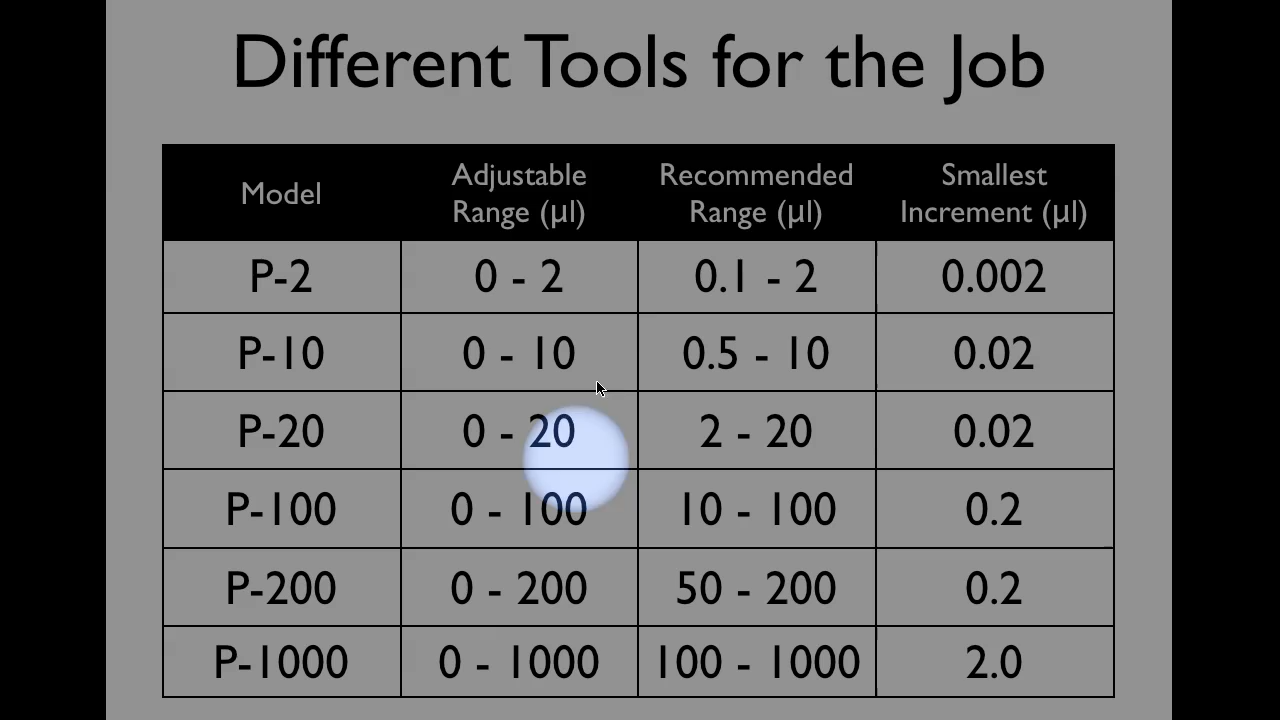 Different Tools for the Job
Model Adjustable Range (µl) Recommended Range (µl) Smallest Increment (µl)
P-2 0 - 2 0.1 - 2 0.002
P-10 0 - 10 0.5 - 10 0.02
P-20 0 - 20 2 - 20 0.02
P-100 0 - 100 10 - 100 0.2
P-200 0 - 200 50 - 200 0.2
P-1000 0 - 1000 100 - 1000 2.0